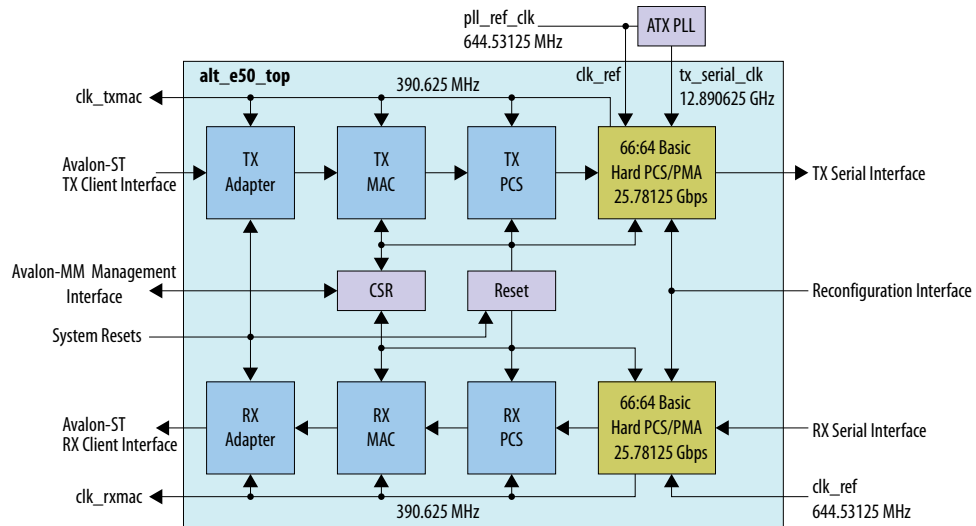 pll_ref_clk
644.53125 MHz
ATX PLL
alt_e50_top
390.625 MHz
clk_ref
tx_serial_clk
12.890625 GHz
clk_txmac
Avalon-ST
TX Client Interface
TX
Adapter
TX
MAC
TX
PCS
66:64 Basic
Hard PCS/PMA
25.78125 Gbps
TX Serial Interface
Avalon-MM Management
Interface
CSR
Reset
Reconfiguration Interface
System Resets
Avalon-ST
RX Client Interface
RX
Adapter
RX
MAC
RX
PCS
66:64 Basic
Hard PCS/PMA
25.78125 Gbps
RX Serial Interface
clk_rxmac
390.625 MHz
clk_ref
644.53125 MHz